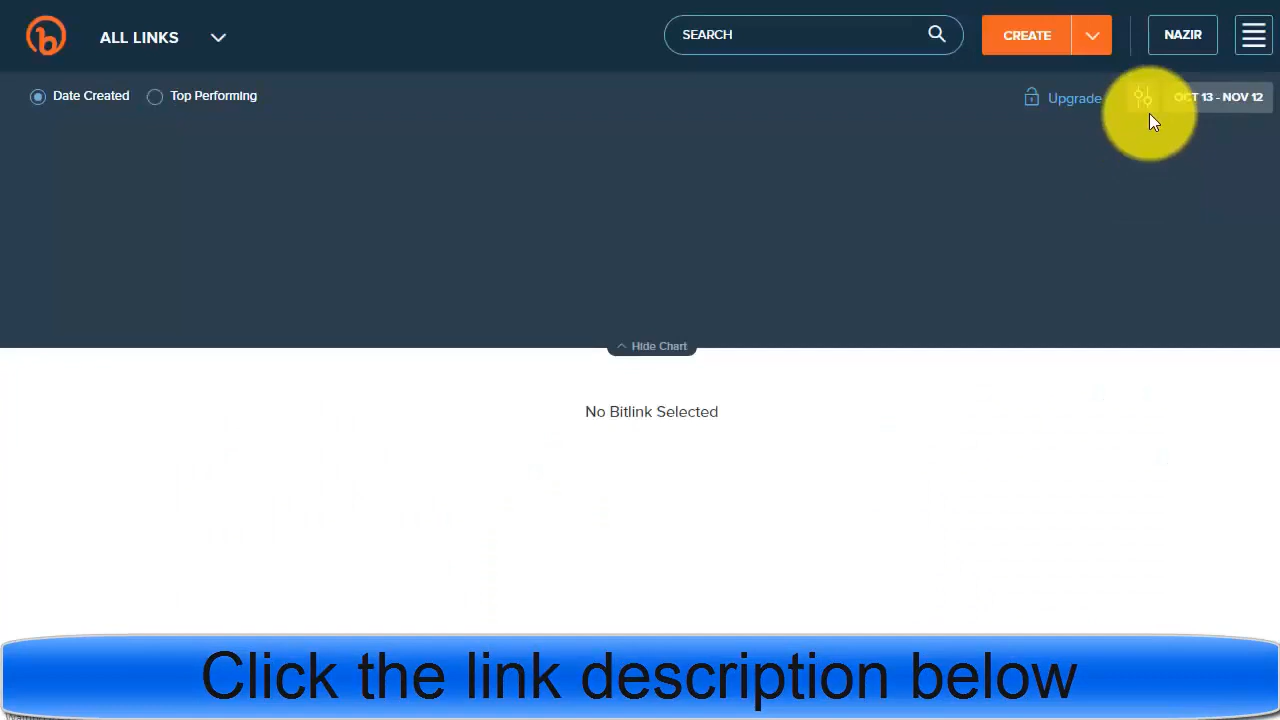 ALL LINKS
SEARCH
CREATE
NAZIR
Date Created
Top Performing
Upgrade
OCT 13 - NOV 12
Hide Chart
No Bitlink Selected
Click the link description below